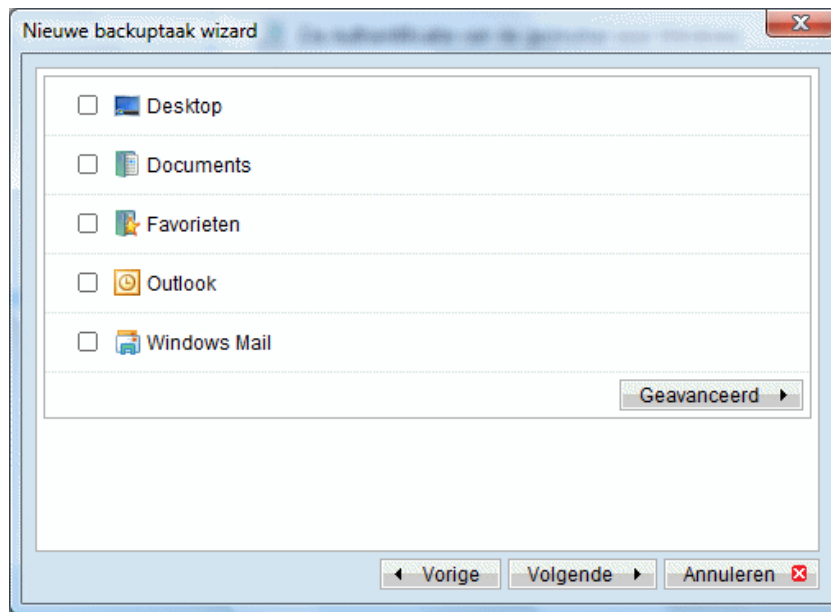 Nieuwe backuptaak wizard
Desktop
Documents
Favorieten
Outlook
Windows Mail
Geavanceerd
Vorige
Volgende
Annuleren